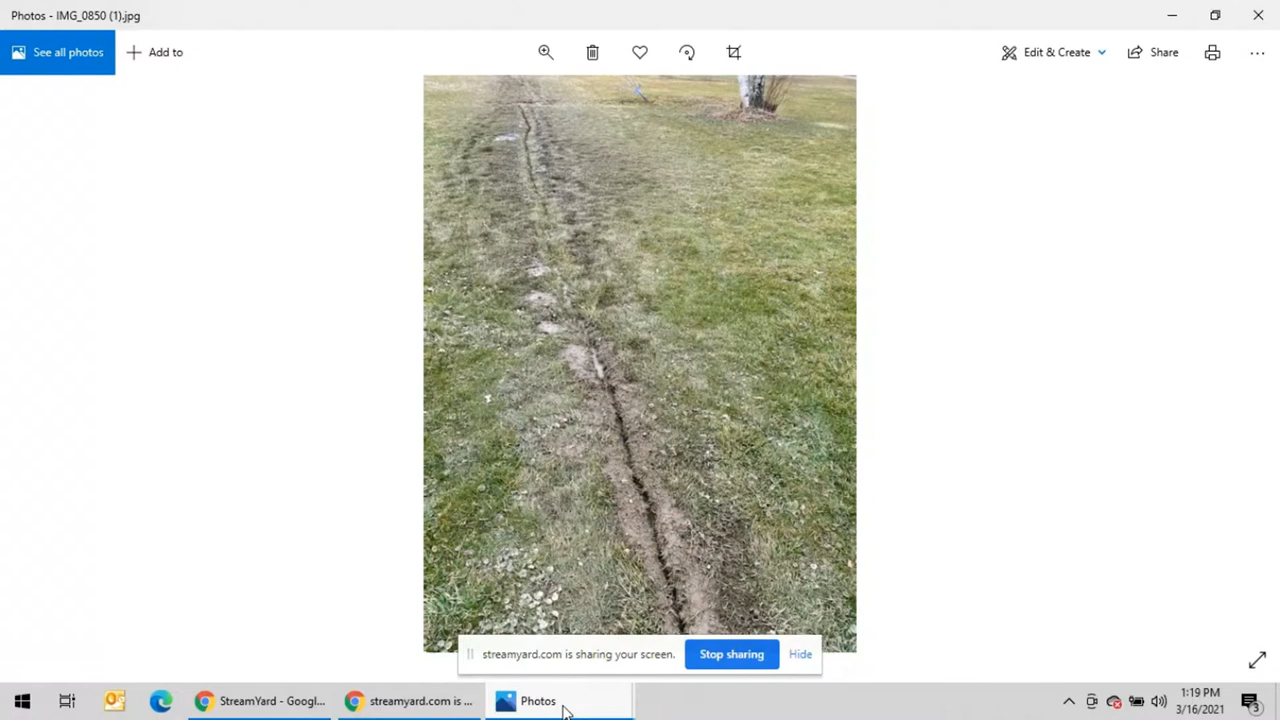 Photos - IMG_0850 (1).jpg
See all photos
Add to
Edit & Create
Share
streamyard.com is sharing your screen.
Stop sharing
Hide
StreamYard - Googl...
streamyard.com is ...
Photos
1:19 PM
3/16/2021
3